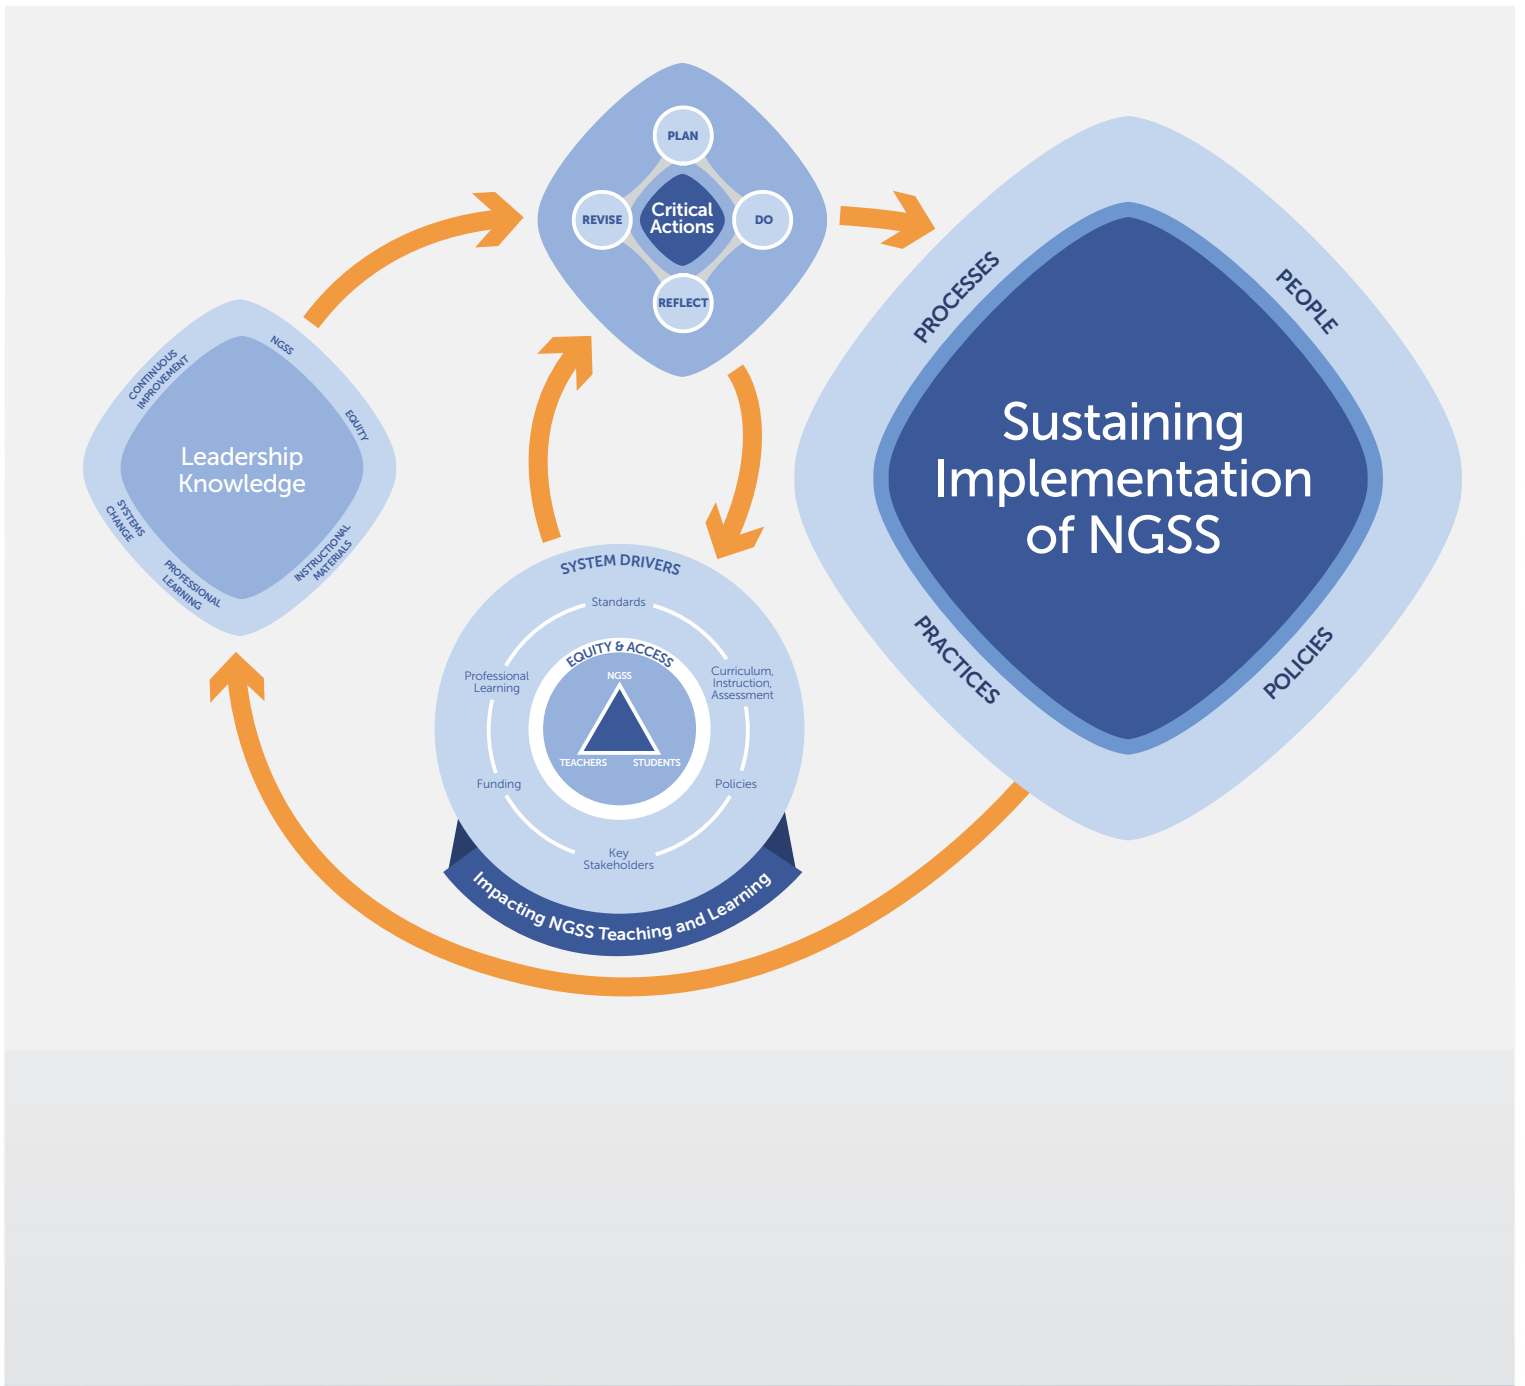 PLAN
REVISE
Critical
Actions
DO
REFLECT
CONTINUOUS
IMPROVEMENT
NGSS
EQUITY
Leadership
Knowledge
SYSTEMS
CHANGE
PROFESSIONAL
LEARNING
INSTRUCTIONAL
MATERIALS
PROCESSES
PEOPLE
Sustaining
Implementation
of NGSS
PRACTICES
POLICIES
SYSTEM DRIVERS
Standards
Professional
Learning
Curriculum,
Instruction,
Assessment
Funding
Policies
Key
Stakeholders
EQUITY & ACCESS
NGSS
TEACHERS
STUDENTS
Impacting NGSS Teaching and Learning